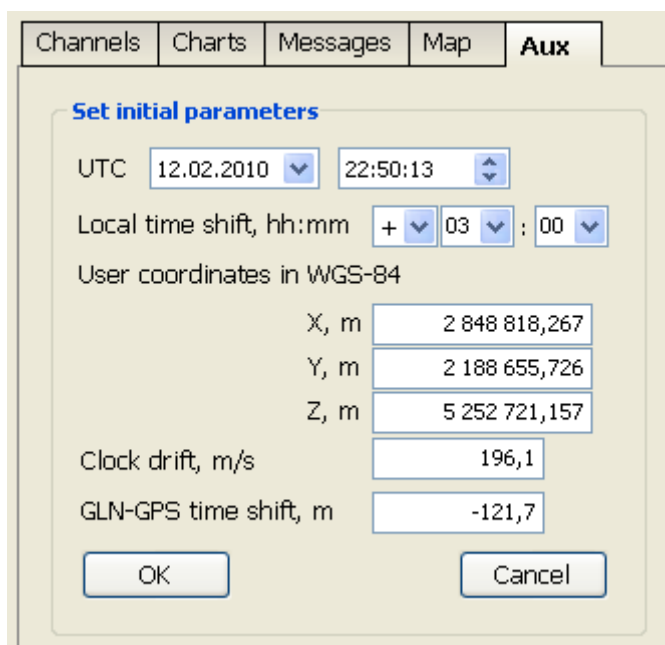 Channels Charts Messages Map Aux
Set initial parameters
UTC 12.02.2010 22:50:13
Local time shift, hh:mm + 03 : 00
User coordinates in WGS-84
X, m 2 848 818,267
Y, m 2 188 655,726
Z, m 5 252 721,157
Clock drift, m/s 196,1
GLN-GPS time shift, m -121,7
OK Cancel